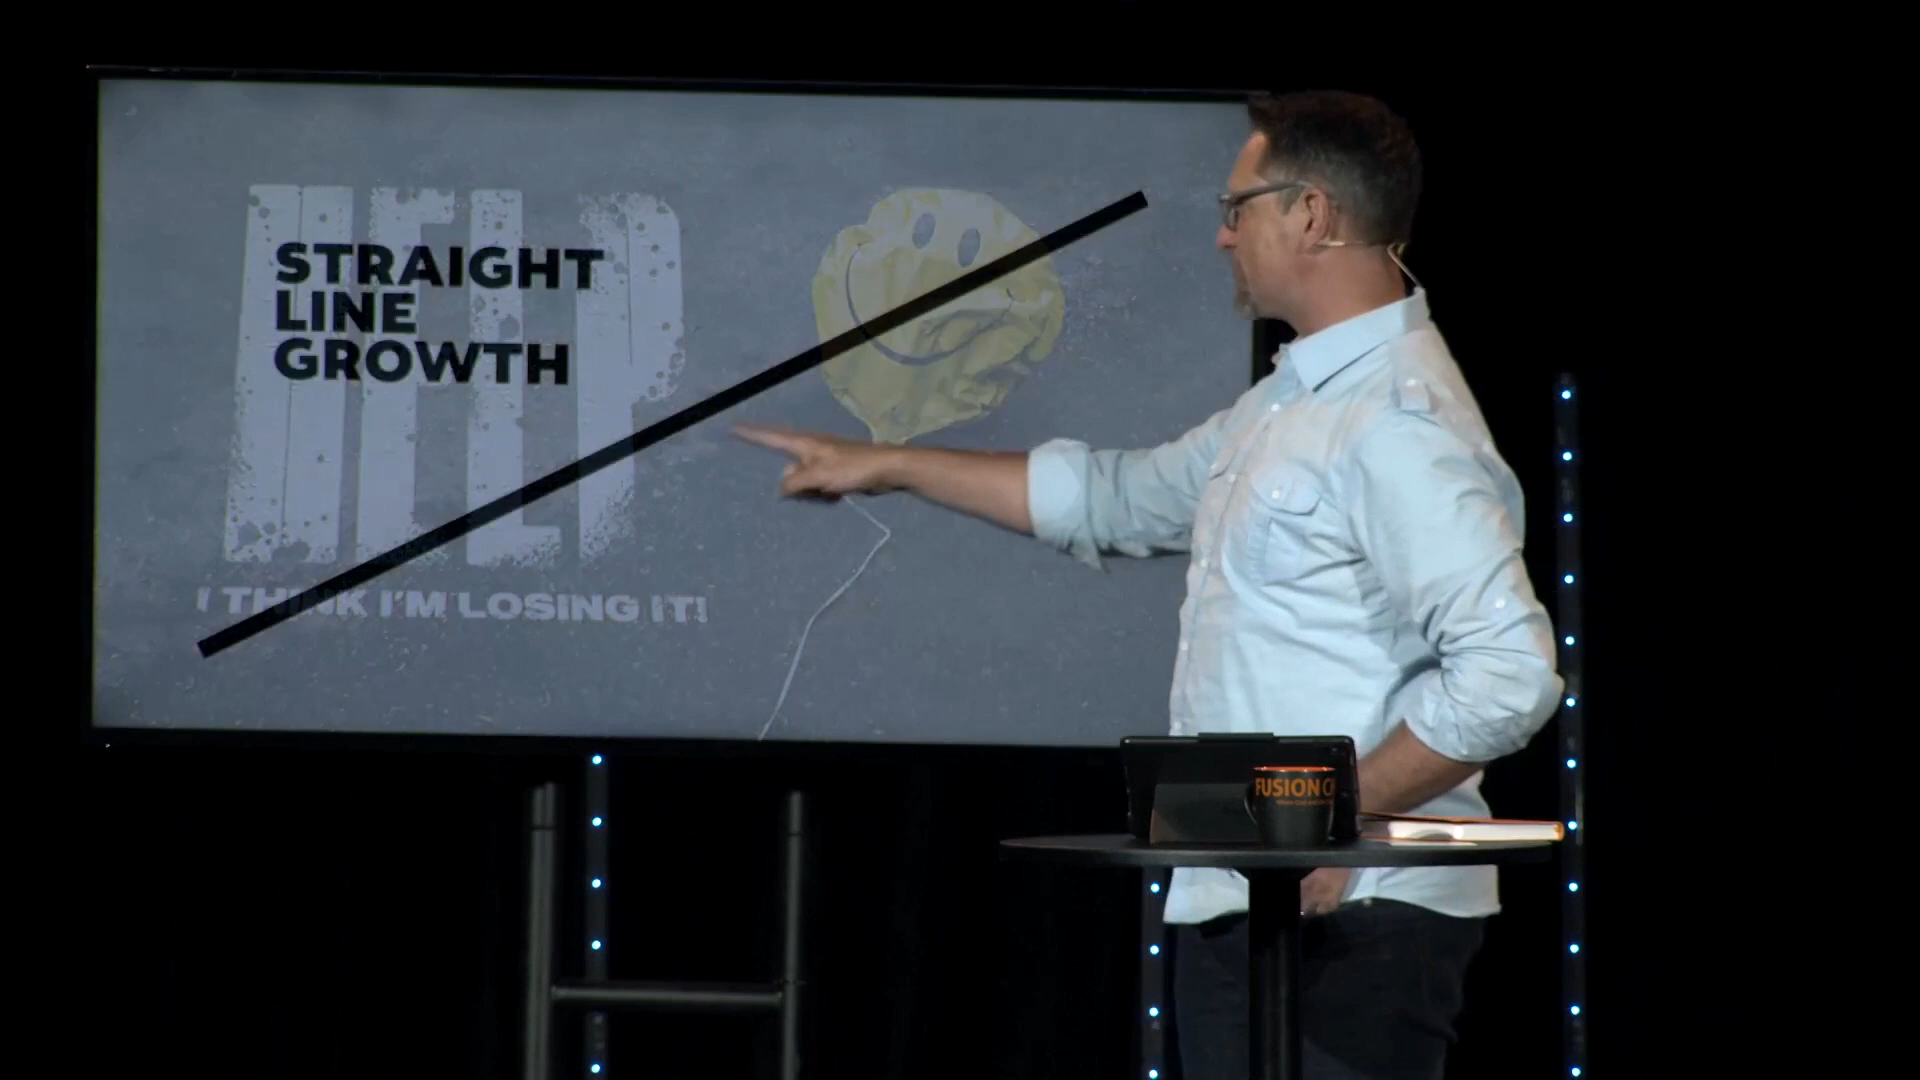 HELP
STRAIGHT
LINE
GROWTH
I THINK I'M LOSING IT!
FUSION